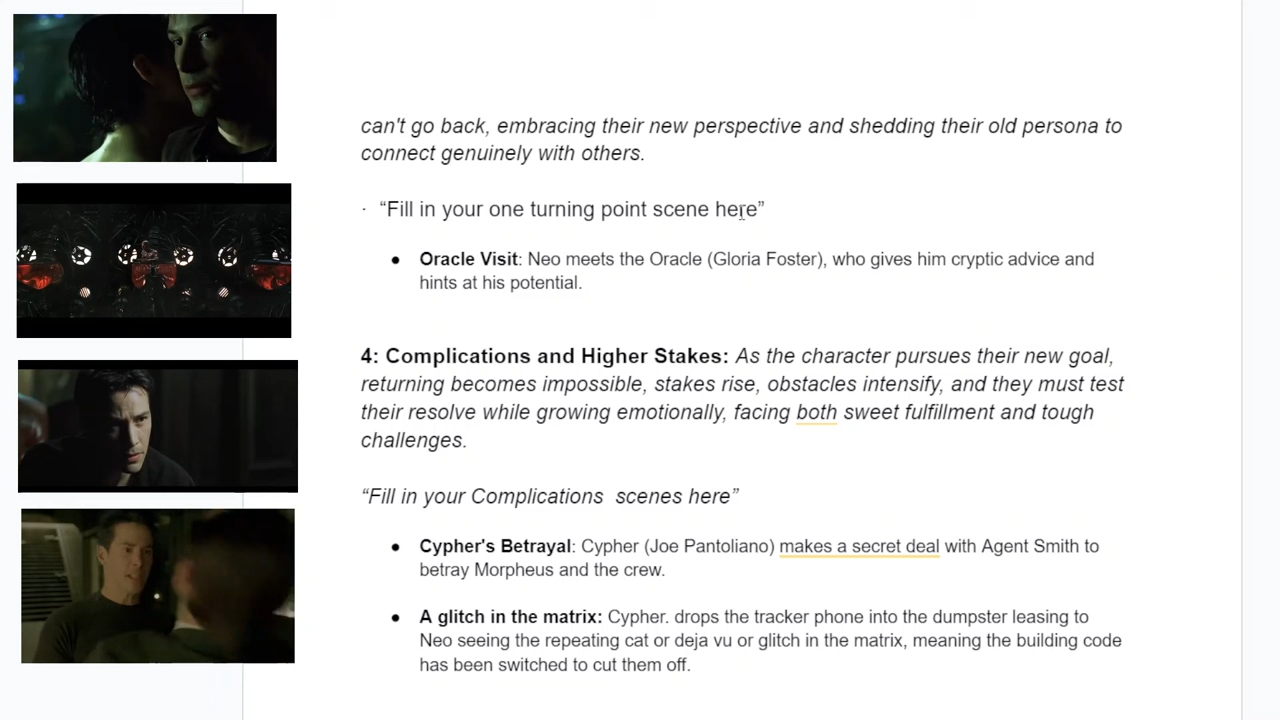 can't go back, embracing their new perspective and shedding their old persona to
connect genuinely with others.
· “Fill in your one turning point scene here”
● Oracle Visit: Neo meets the Oracle (Gloria Foster), who gives him cryptic advice and
hints at his potential.
4: Complications and Higher Stakes: As the character pursues their new goal,
returning becomes impossible, stakes rise, obstacles intensify, and they must test
their resolve while growing emotionally, facing both sweet fulfillment and tough
challenges.
“Fill in your Complications  scenes here”
● Cypher's Betrayal: Cypher (Joe Pantoliano) makes a secret deal with Agent Smith to
betray Morpheus and the crew.
● A glitch in the matrix: Cypher. drops the tracker phone into the dumpster leasing to
Neo seeing the repeating cat or deja vu or glitch in the matrix, meaning the building code
has been switched to cut them off.